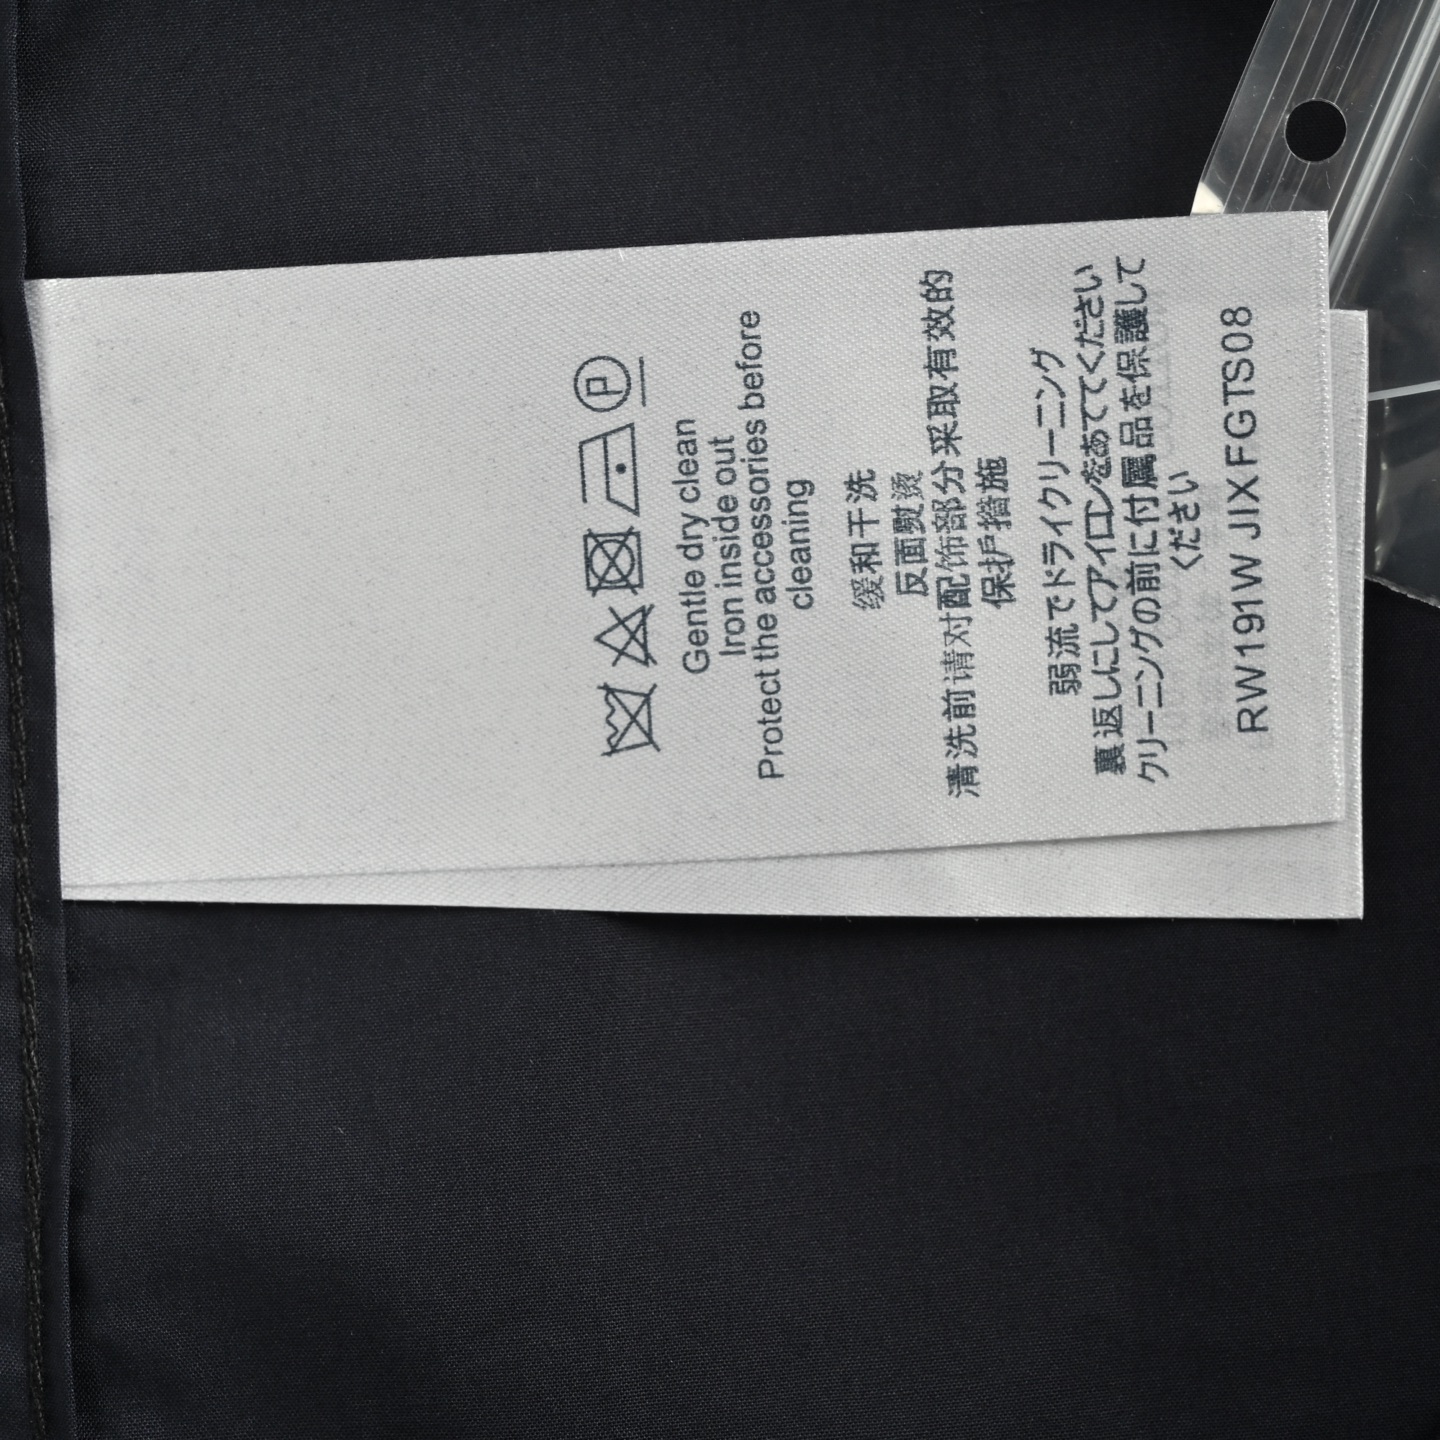 P
Gentle dry clean
Iron inside out
Protect the accessories before
cleaning
缓和干洗
反面熨烫
清洗前请对配饰部分采取有效的
保护措施
弱流でドライクリーニング
裏返しにしてアイロンをあててください
クリーニングの前に付属品を保護して
ください
RW191W JIXFGTS08